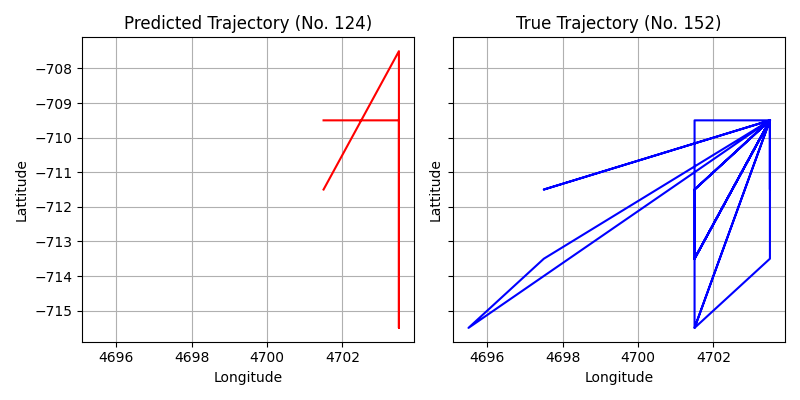 Predicted Trajectory (No. 124)
True Trajectory (No. 152)
−708
−709
−710
−711
−712
−713
−714
−715
Lattitude
Lattitude
4696
4698
4700
4702
4696
4698
4700
4702
Longitude
Longitude